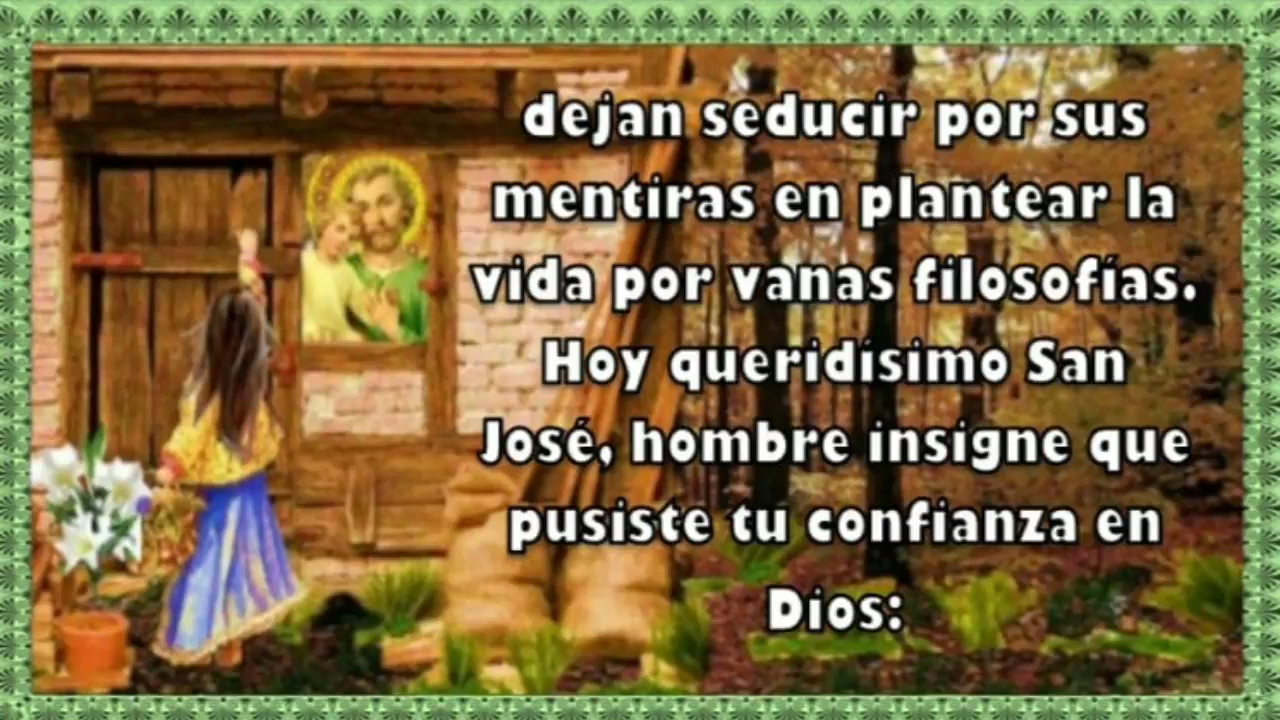 dejan seducir por sus
mentiras en plantear la
vida por vanas filosofías.
Hoy queridísimo San
José, hombre insigne que
pusiste tu confianza en
Dios: